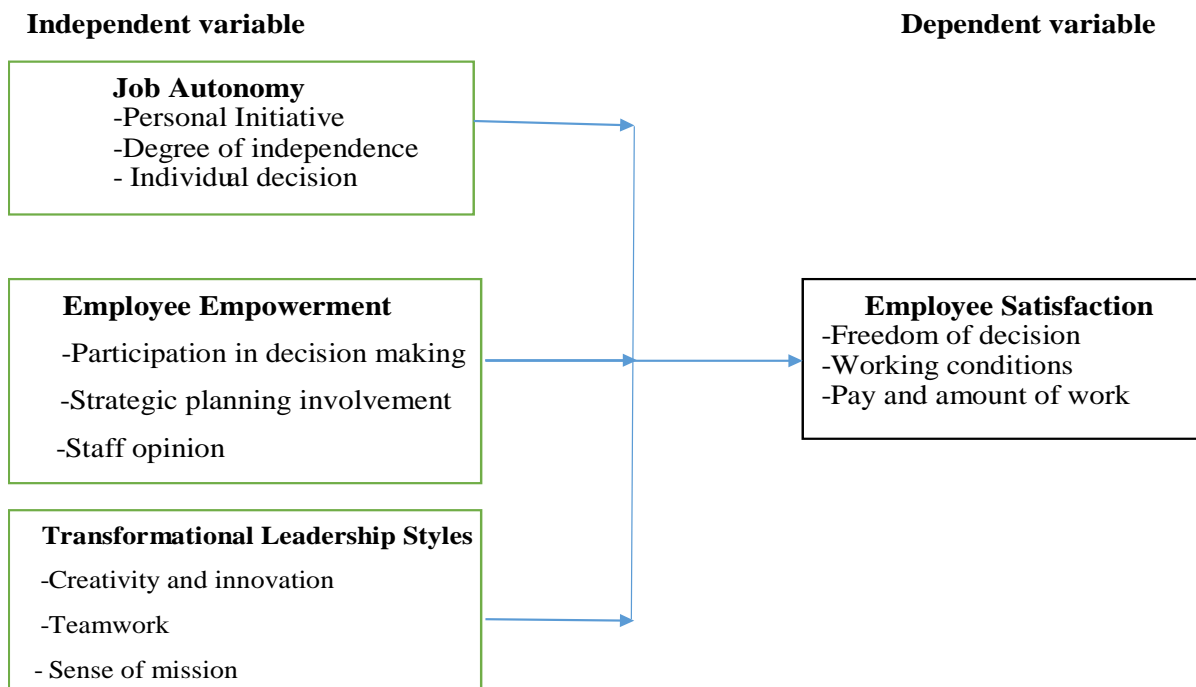 Independent variable
Dependent variable
Job Autonomy
-Personal Initiative
-Degree of independence
- Individual decision
Employee Empowerment
-Participation in decision making
-Strategic planning involvement
-Staff opinion
Employee Satisfaction
-Freedom of decision
-Working conditions
-Pay and amount of work
Transformational Leadership Styles
-Creativity and innovation
-Teamwork
- Sense of mission